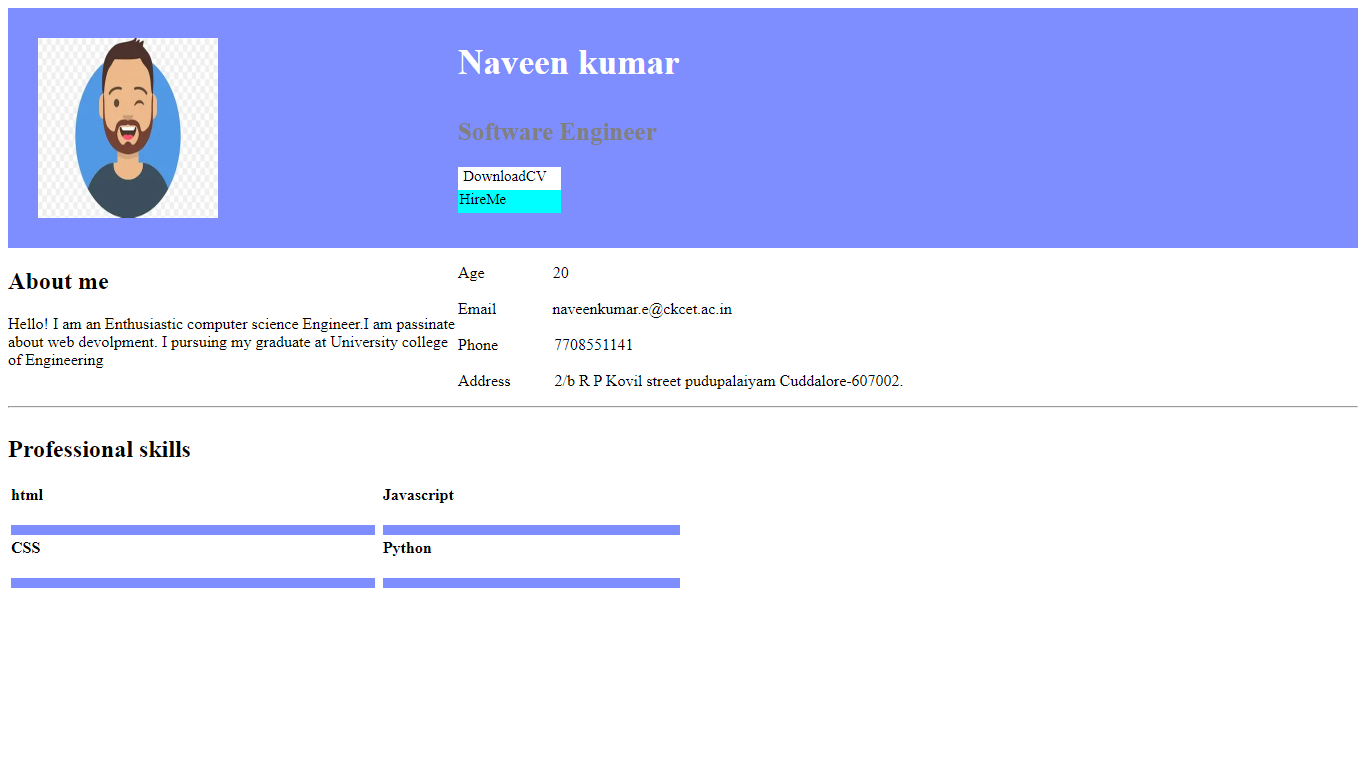 Naveen kumar
Software Engineer
DownloadCV
HireMe
About me
Hello! I am an Enthusiastic computer science Engineer.I am passinate
about web devolpment. I pursuing my graduate at University college
of Engineering
Age 20
Email naveenkumar.e@ckcet.ac.in
Phone 7708551141
Address 2/b R P Kovil street pudupalaiyam Cuddalore-607002.
Professional skills
html Javascript
CSS Python